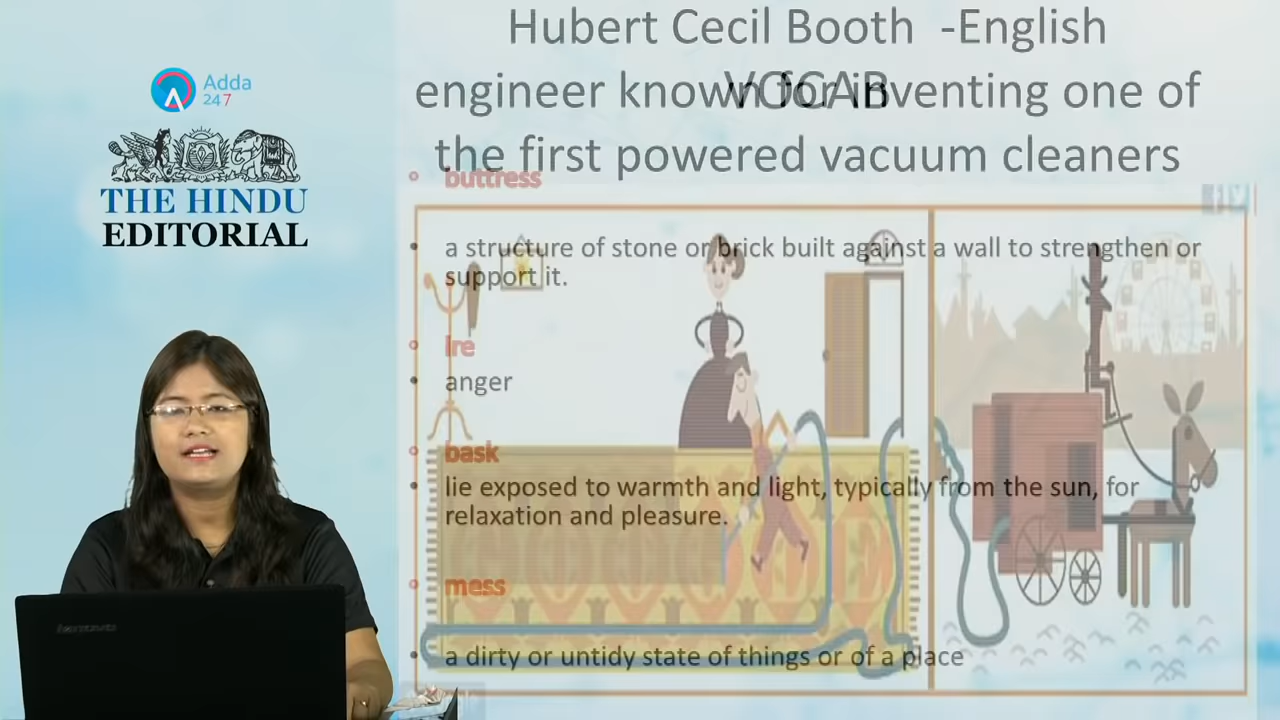 Adda
247
THE HINDU
EDITORIAL
Hubert Cecil Booth -English
engineer known for inventing one of
the first powered vacuum cleaners
VOCAB
buttress
a structure of stone or brick built against a wall to strengthen or
support it.
Ire
anger
bask
lie exposed to warmth and light, typically from the sun, for
relaxation and pleasure.
mess
a dirty or untidy state of things or of a place
lenovo